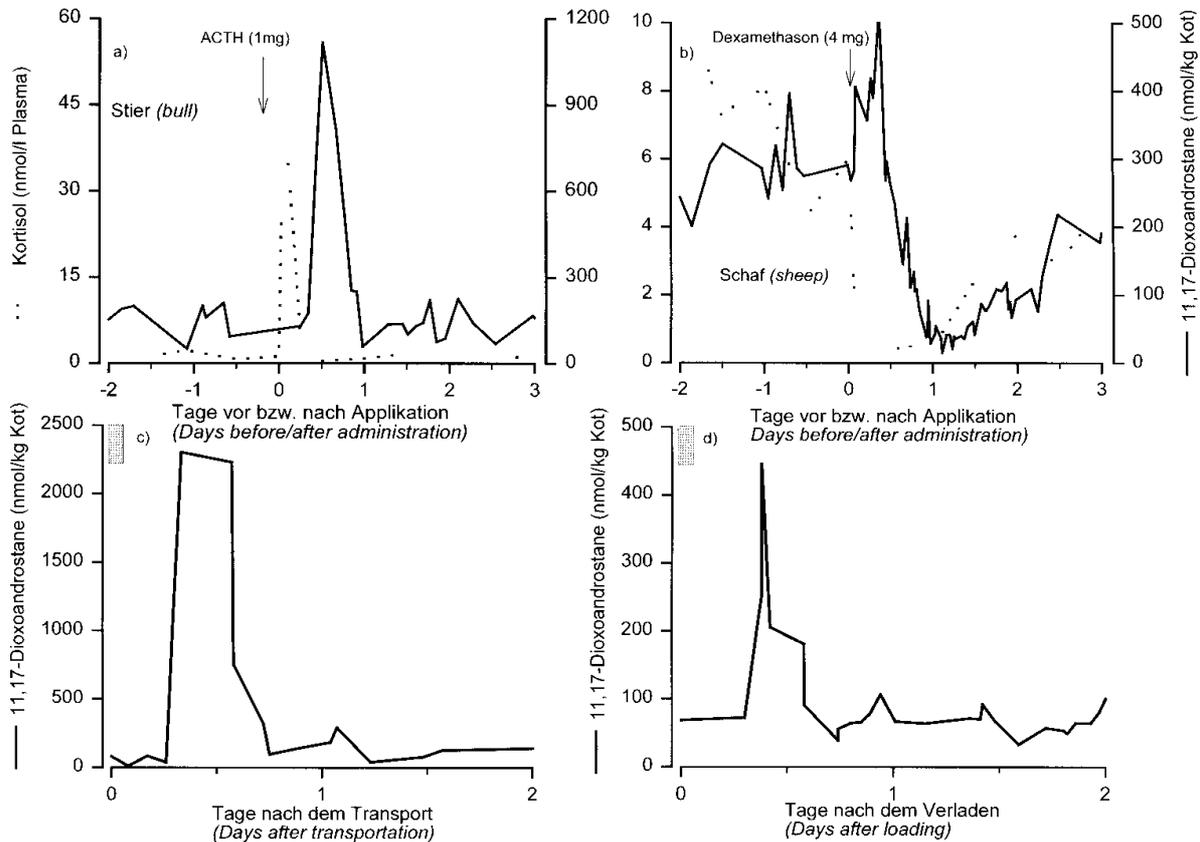 a)
ACTH (1mg)
Stier (bull)
60
45
30
15
0
1200
900
600
300
0
Kortisol (nmol/l Plasma)
-2 -1 0 1 2 3
Tage vor bzw. nach Applikation
(Days before/after administration)
b)
Dexamethason (4 mg)
Schaf (sheep)
10
8
6
4
2
0
500
400
300
200
100
0
11,17-Dioxoandrostane (nmol/kg Kot)
-2 -1 0 1 2 3
Tage vor bzw. nach Applikation
Days before/after administration)
c)
2500
2000
1500
1000
500
0
11,17-Dioxoandrostane (nmol/kg Kot)
0 1 2
Tage nach dem Transport
(Days after transportation)
d)
500
400
300
200
100
0
11,17-Dioxoandrostane (nmol/kg Kot)
0 1 2
Tage nach dem Verladen
(Days after loading)